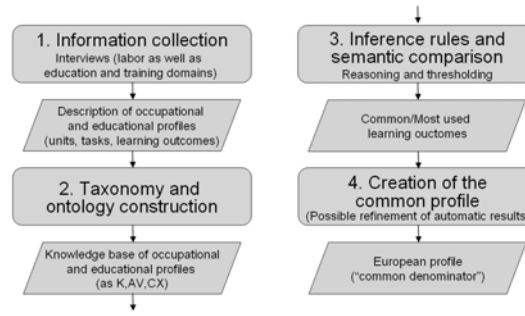 1. Information collection
Interviews (labor as well as
education and training domains)
Description of occupational
and educational profiles
(units, tasks, learning outcomes)
2. Taxonomy and
ontology construction
Knowledge base of occupational
and educational profiles
(as K,AV,CX)
3. Inference rules and
semantic comparison
Reasoning and thresholding
Common/Most used
learning ouctomes
4. Creation of the
common profile
(Possible refinement of automatic results
European profile
("common denominator")